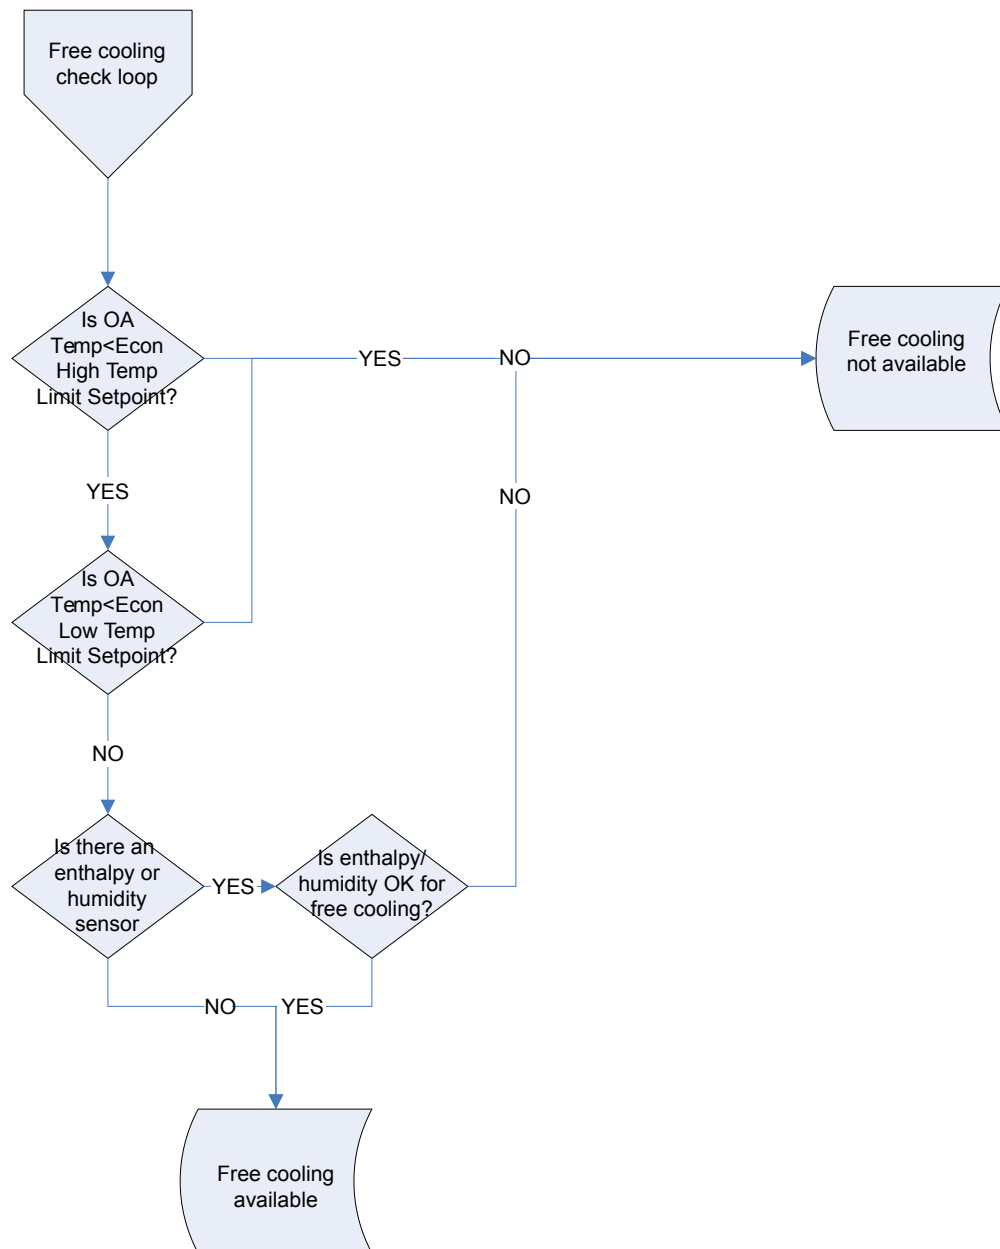 Free cooling
check loop
Is OA
Temp<Econ
High Temp
Limit Setpoint?
YES
NO
Free cooling
not available
YES
NO
Is OA
Temp<Econ
Low Temp
Limit Setpoint?
NO
Is there an
enthalpy or
humidity
sensor
YES
Is enthalpy/
humidity OK for
free cooling?
NO
YES
Free cooling
available